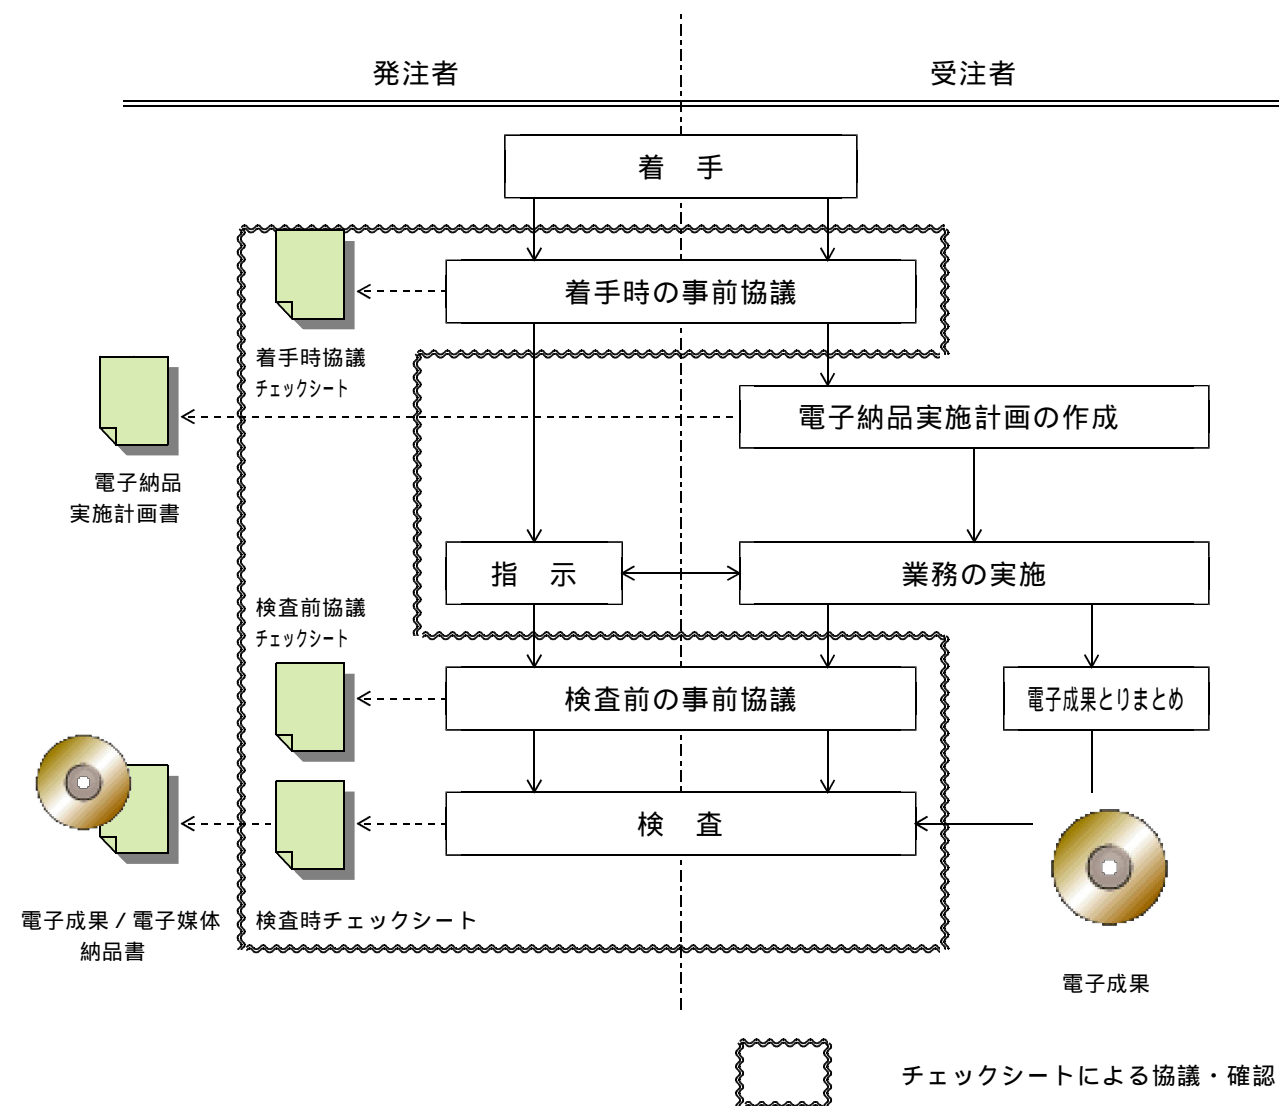 発注者
受注者
着　手
着手時の事前協議
着手時協議
チェックシート
電子納品実施計画の作成
電子納品
実施計画書
指　示
業務の実施
検査前協議
チェックシート
検査前の事前協議
電子成果とりまとめ
検　査
電子成果 / 電子媒体
納品書
検査時チェックシート
電子成果
チェックシートによる協議・確認